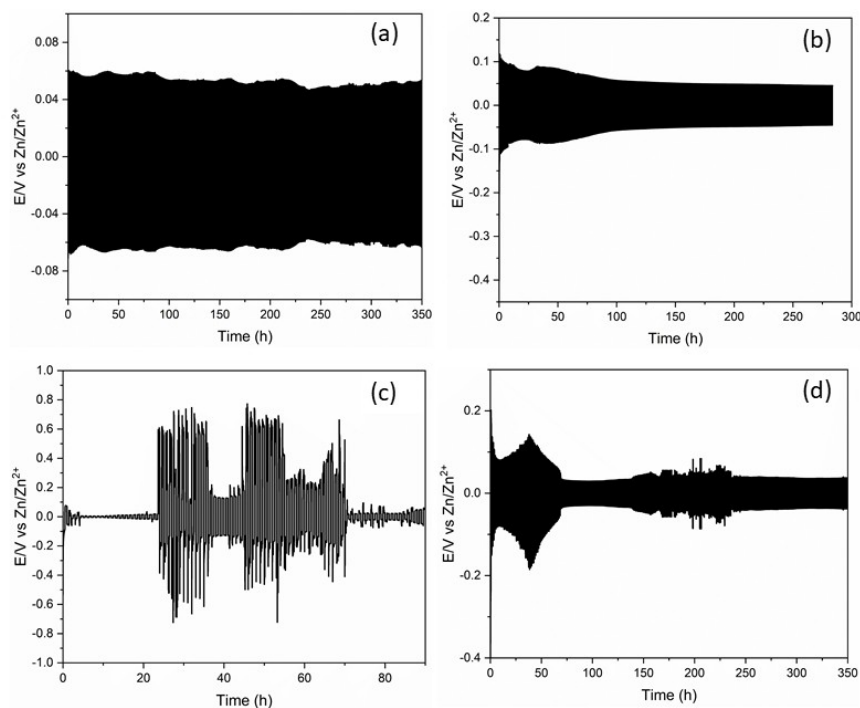 (a)
E/V vs Zn/Zn²⁺
0.08
0.04
0.00
-0.04
-0.08
0 50 100 150 200 250 300 350
Time (h)
(b)
E/V vs Zn/Zn²⁺
0.2
0.1
0.0
-0.1
-0.2
-0.3
-0.4
0 50 100 150 200 250 300
Time (h)
(c)
E/V vs Zn/Zn²⁺
1.0
0.8
0.6
0.4
0.2
0.0
-0.2
-0.4
-0.6
-0.8
-1.0
0 20 40 60 80
Time (h)
(d)
E/V vs Zn/Zn²⁺
0.2
0.0
-0.2
-0.4
0 50 100 150 200 250 300 350
Time (h)